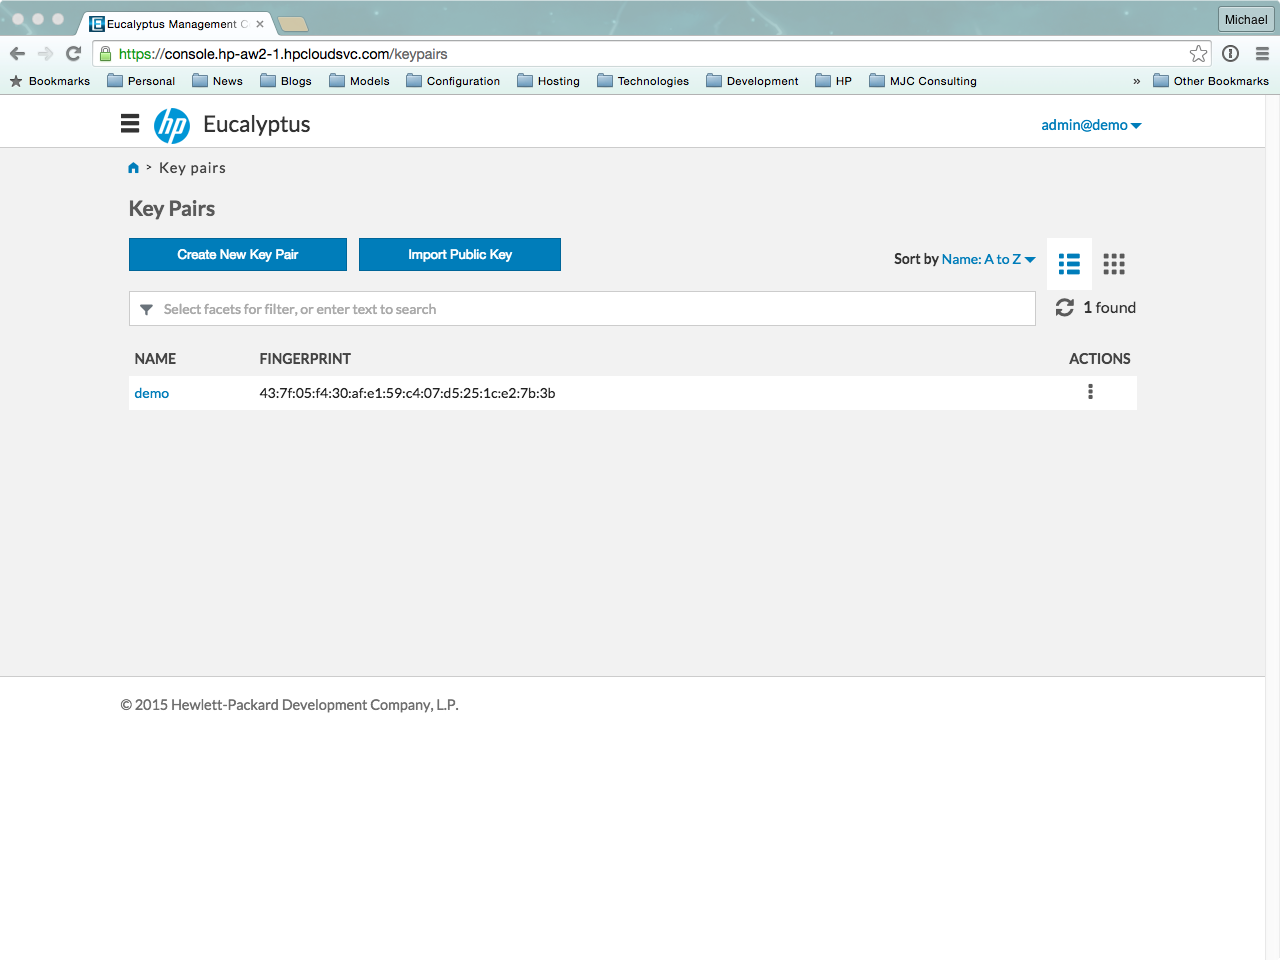 Eucalyptus Management C
Michael
https://console.hp-aw2-1.hpcloudsvc.com/keypairs
Bookmarks Personal News Blogs Models Configuration Hosting Technologies Development HP MJC Consulting » Other Bookmarks
hp Eucalyptus admin@demo
> Key pairs
Key Pairs
Create New Key Pair Import Public Key
Sort by Name: A to Z
Select facets for filter, or enter text to search 1 found
NAME FINGERPRINT ACTIONS
demo 43:7f:05:f4:30:af:e1:59:c4:07:d5:25:1c:e2:7b:3b
© 2015 Hewlett-Packard Development Company, L.P.